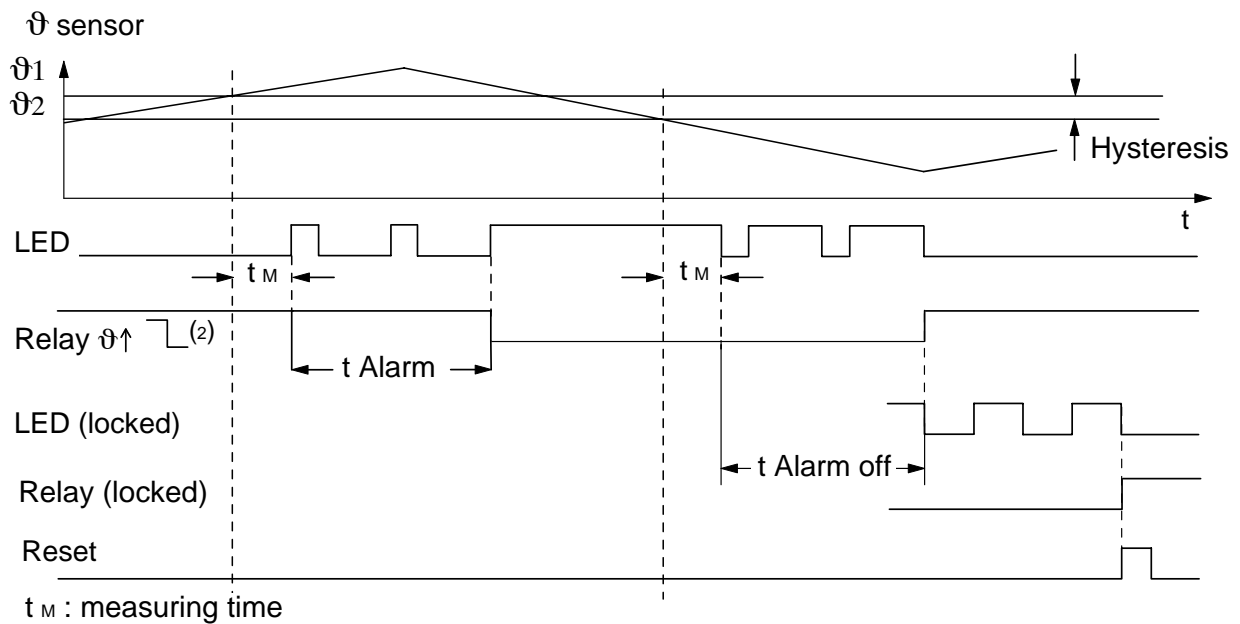 ϑ sensor
ϑ1
ϑ2
Hysteresis
t
LED
t M
t M
Relay ϑ↑ (2)
t Alarm
LED (locked)
t Alarm off
Relay (locked)
Reset
t M : measuring time